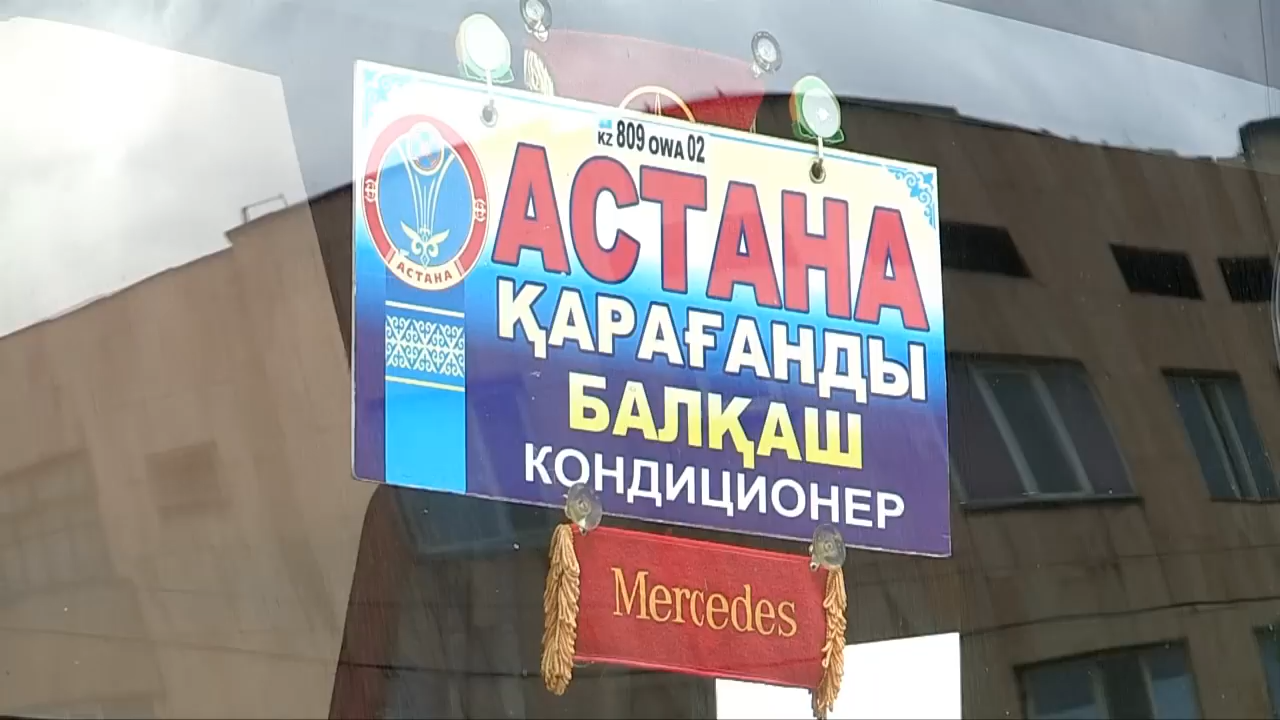 KZ 809 OWA 02
АСТАНА
АСТАНА
ҚАРАҒАНДЫ
БАЛҚАШ
КОНДИЦИОНЕР
Mercedes